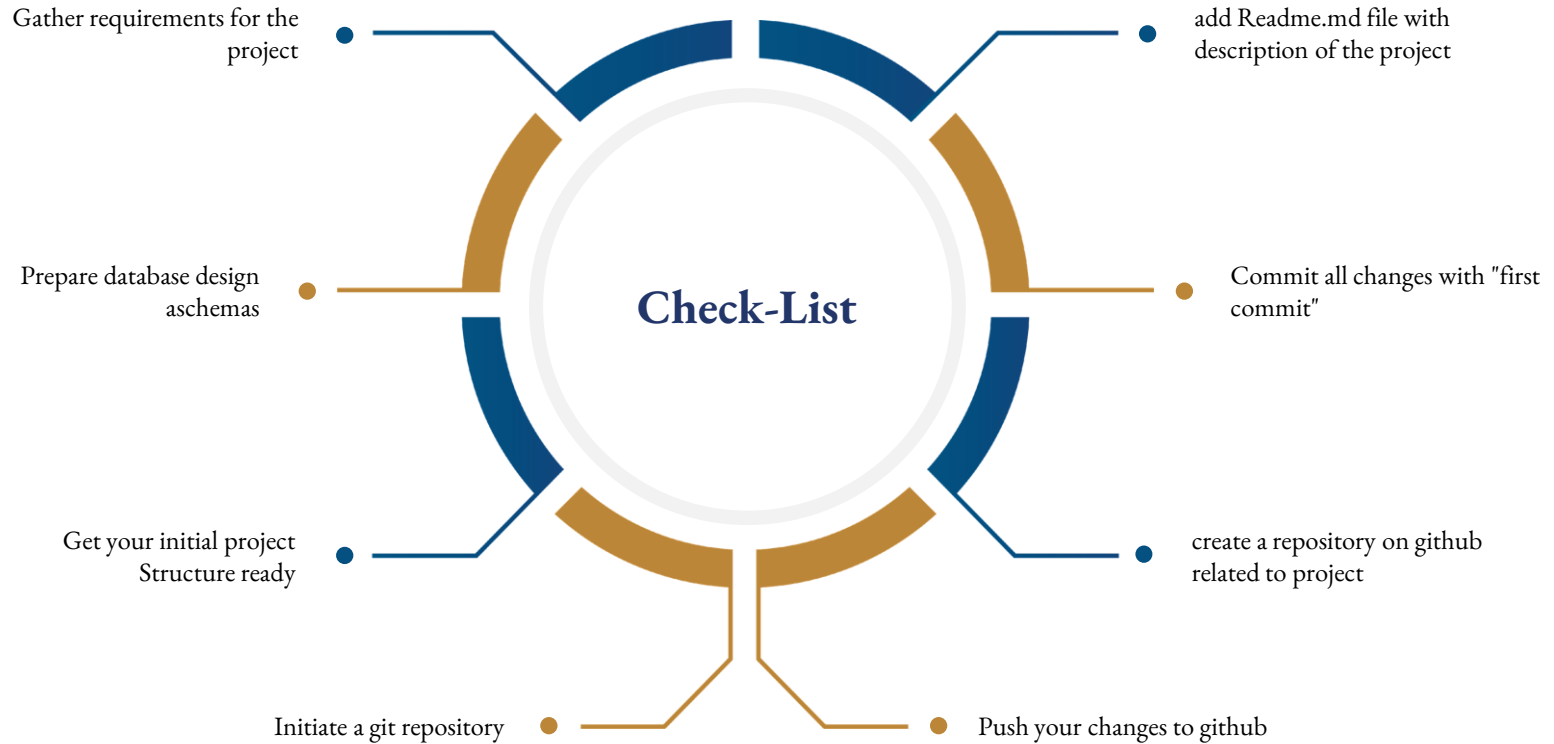 Gather requirements for the
project
Prepare database design
aschemas
Get your initial project
Structure ready
Initiate a git repository
Check-List
add Readme.md file with
description of the project
Commit all changes with "first
commit"
create a repository on github
related to project
Push your changes to github